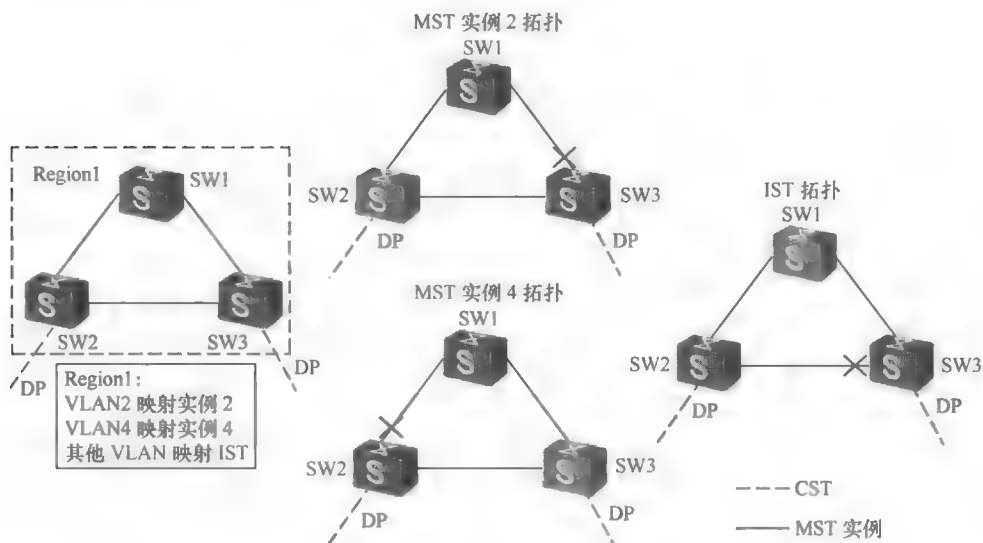 MST 实例 2 拓扑
SW1
SW2
SW3
DP
DP
Region1
SW1
SW2
SW3
DP
DP
Region1:
VLAN2 映射实例 2
VLAN4 映射实例 4
其他 VLAN 映射 IST
MST 实例 4 拓扑
SW1
SW2
SW3
DP
DP
IST 拓扑
SW1
SW2
SW3
DP
DP
CST
MST 实例